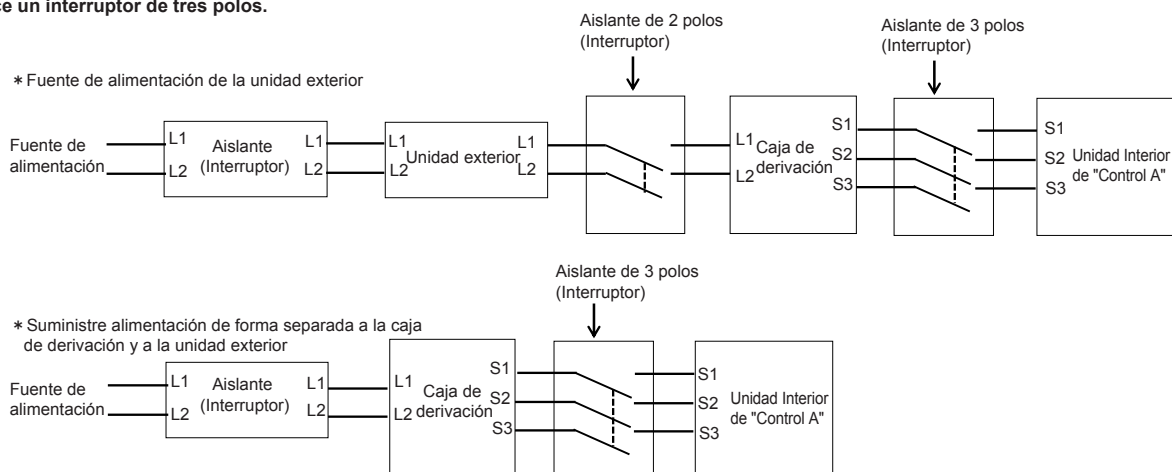 ce un interruptor de tres polos.
Aislante de 2 polos
(Interruptor)
Aislante de 3 polos
(Interruptor)
* Fuente de alimentación de la unidad exterior
Fuente de
alimentación
L1
L2
Aislante
(Interruptor)
L1
L2
L1
L2
Unidad exterior
L1
L2
L1
L2
Caja de
derivación
S1
S2
S3
S1
S2
S3
Unidad Interior
de "Control A"
Aislante de 3 polos
(Interruptor)
* Suministre alimentación de forma separada a la caja
de derivación y a la unidad exterior
Fuente de
alimentación
L1
L2
Aislante
(Interruptor)
L1
L2
L1
L2
Caja de
derivación
S1
S2
S3
S1
S2
S3
Unidad Interior
de "Control A"